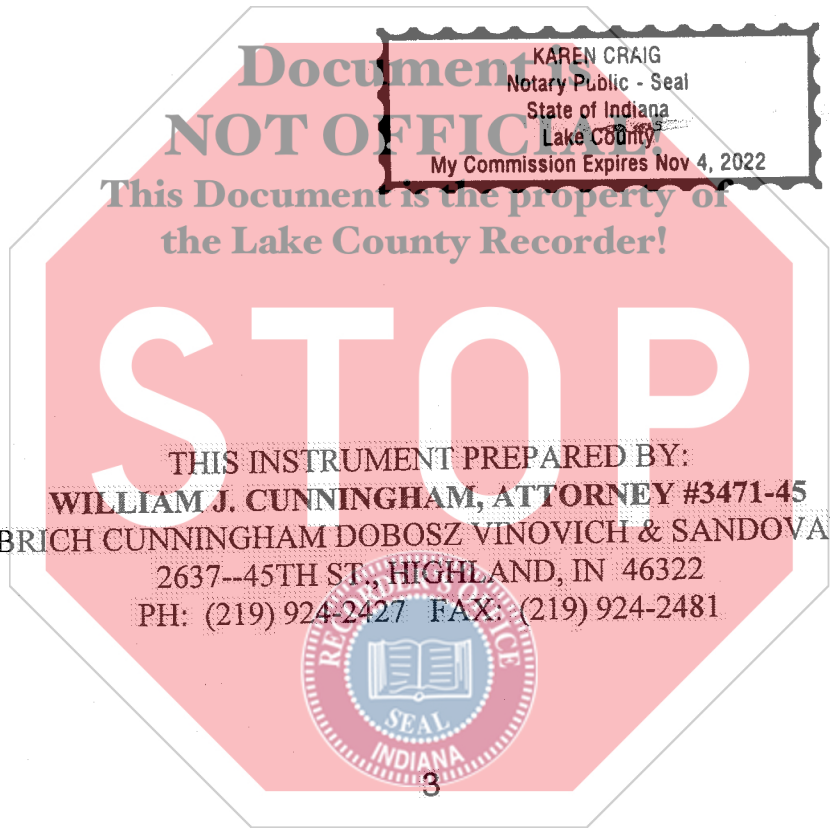 Document is
NOT OFFICIAL!
This Document is the property of
the Lake County Recorder!
KAREN CRAIG
Notary Public - Seal
State of Indiana
Lake County
My Commission Expires Nov 4, 2022
STOP
THIS INSTRUMENT PREPARED BY:
WILLIAM J. CUNNINGHAM, ATTORNEY #3471-45
BRICH CUNNINGHAM DOBOSZ VINOVICH & SANDOVA
2637--45TH ST., HIGHLAND, IN 46322
PH: (219) 924-2427 FAX: (219) 924-2481
RECORDER'S OFFICE
SEAL
INDIANA
3